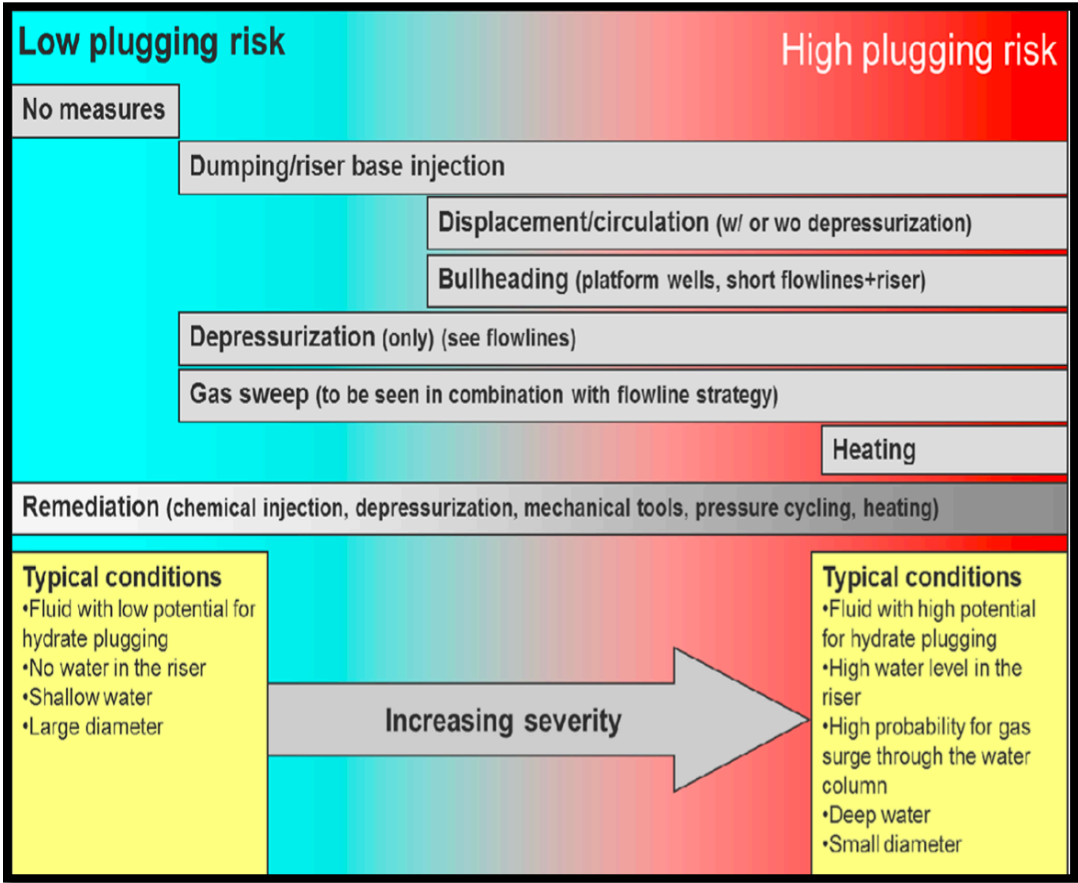 Low plugging risk
High plugging risk
No measures
Dumping/riser base injection
Displacement/circulation (w/ or wo depressurization)
Bullheading (platform wells, short flowlines+riser)
Depressurization (only) (see flowlines)
Gas sweep (to be seen in combination with flowline strategy)
Heating
Remediation (chemical injection, depressurization, mechanical tools, pressure cycling, heating)
Typical conditions
•Fluid with low potential for
hydrate plugging
•No water in the riser
•Shallow water
•Large diameter
Increasing severity
Typical conditions
•Fluid with high potential
for hydrate plugging
•High water level in the
riser
•High probability for gas
surge through the water
column
•Deep water
•Small diameter